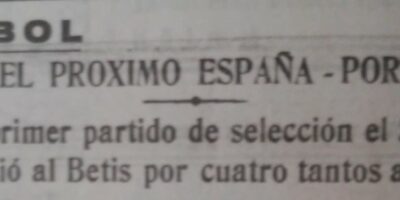 BOL
EL PROXIMO ESPAÑA - POR
rimer partido de selección el
ió al Betis por cuatro tantos a